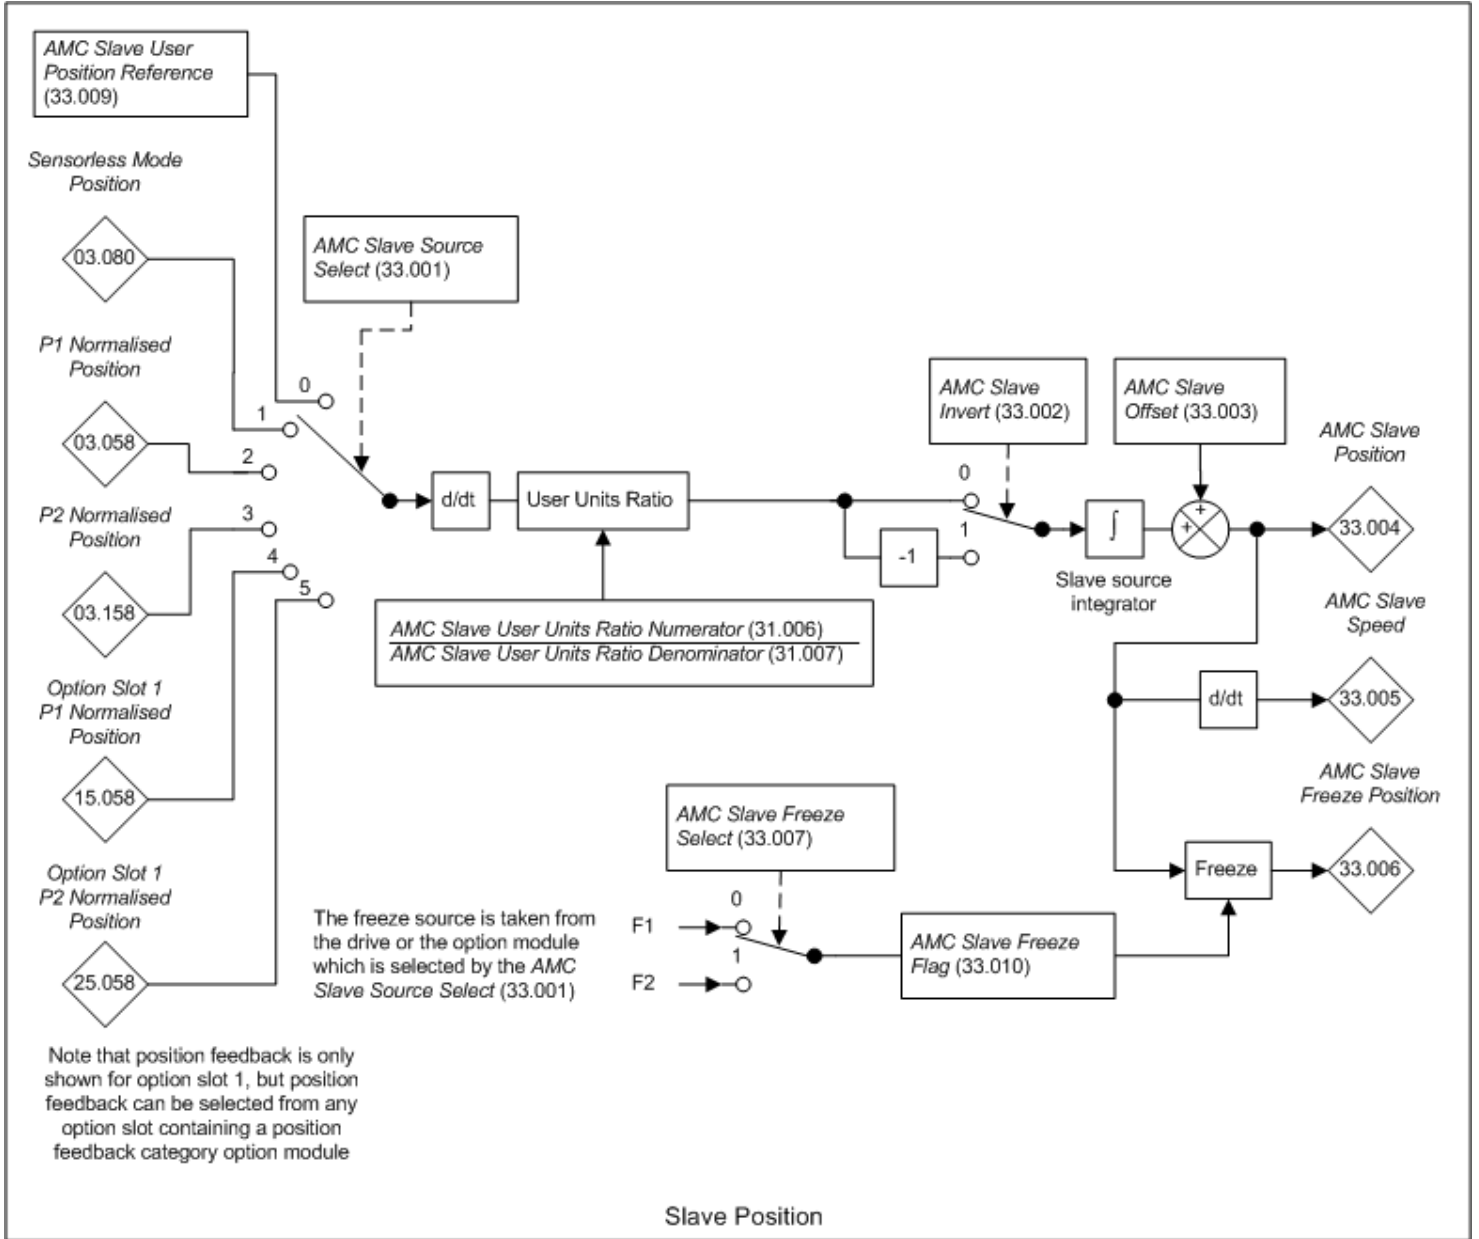 AMC Slave User
Position Reference
(33.009)
Sensorless Mode
Position
03.080
P1 Normalised
Position
03.058
P2 Normalised
Position
03.158
Option Slot 1
P1 Normalised
Position
15.058
Option Slot 1
P2 Normalised
Position
25.058
Note that position feedback is only
shown for option slot 1, but position
feedback can be selected from any
option slot containing a position
feedback category option module
AMC Slave Source
Select (33.001)
0
1
2
3
4
5
d/dt
User Units Ratio
AMC Slave User Units Ratio Numerator (31.006)
AMC Slave User Units Ratio Denominator (31.007)
-1
AMC Slave
Invert (33.002)
0
1
∫
Slave source
integrator
AMC Slave
Offset (33.003)
+
+
AMC Slave
Position
33.004
AMC Slave
Speed
d/dt
33.005
AMC Slave
Freeze Position
Freeze
33.006
AMC Slave Freeze
Select (33.007)
The freeze source is taken from
the drive or the option module
which is selected by the AMC
Slave Source Select (33.001)
F1
0
1
F2
AMC Slave Freeze
Flag (33.010)
Slave Position